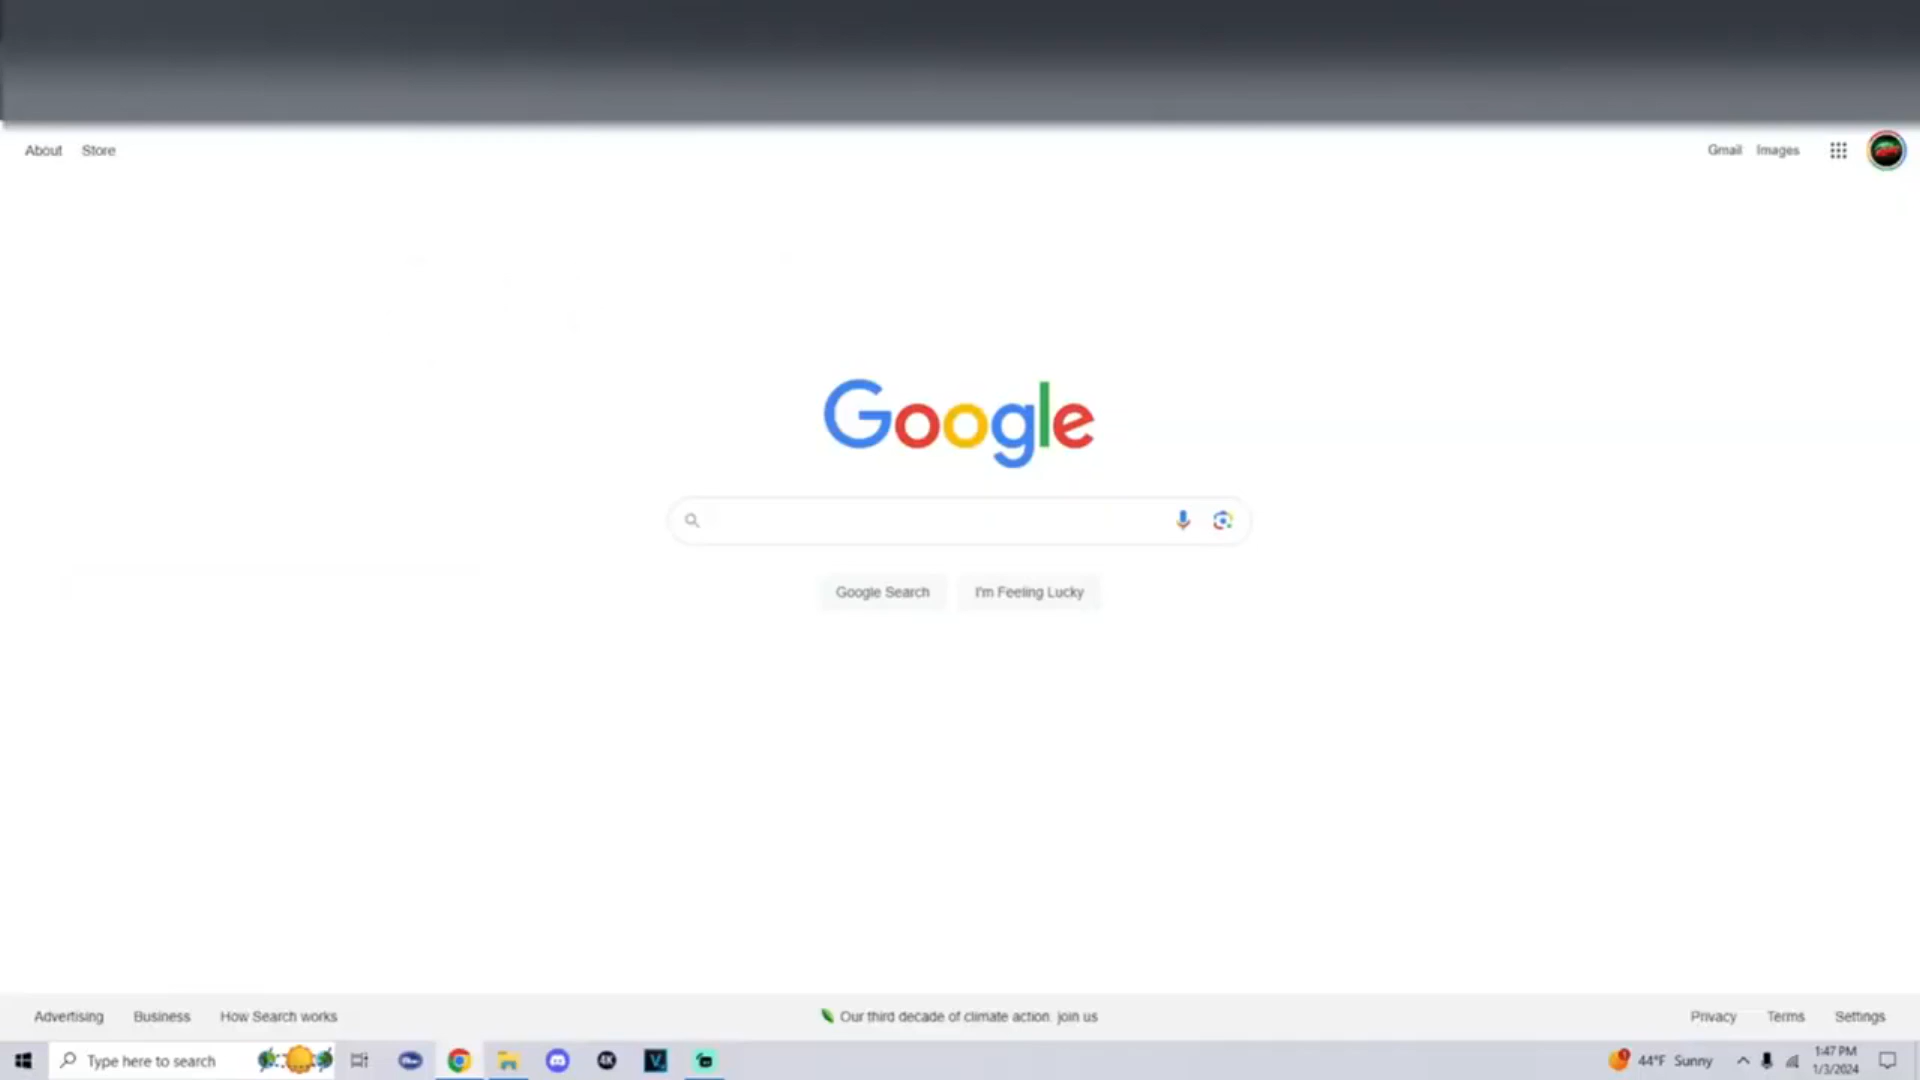 About Store
Gmail Images
Google
Google Search I'm Feeling Lucky
Advertising Business How Search works
Our third decade of climate action: join us
Privacy Terms Settings
Type here to search
4K
V
44°F Sunny
1:47 PM
1/3/2024